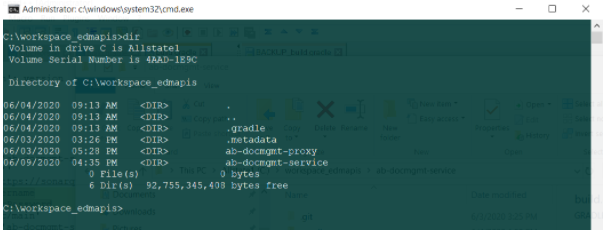 Administrator: c:\windows\system32\cmd.exe
C:\workspace_edmapis>dir
 Volume in drive C is Allstate1
 Volume Serial Number is 4AAD-1E9C
 Directory of C:\workspace_edmapis
06/04/2020  09:13 AM    <DIR>          .
06/04/2020  09:13 AM    <DIR>          ..
06/04/2020  09:13 AM    <DIR>          .gradle
06/03/2020  03:26 PM    <DIR>          .metadata
06/03/2020  05:28 PM    <DIR>          ab-docmgmt-proxy
06/09/2020  04:35 PM    <DIR>          ab-docmgmt-service
               0 File(s)              0 bytes
               6 Dir(s)  92,755,345,408 bytes free
C:\workspace_edmapis>